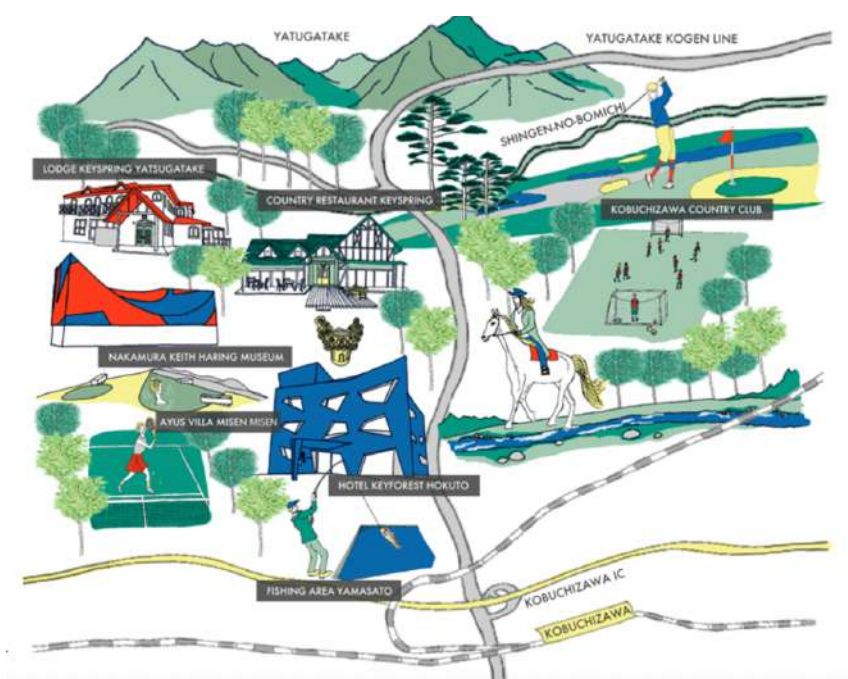 YATUGATAKE
YATUGATAKE KOGEN LINE
SHINGEN-NO-BOMICHI
LODGE KEYSPRING YATSUGATAKE
COUNTRY RESTAURANT KEYSPRING
KOBUCHIZAWA COUNTRY CLUB
NAKAMURA KEITH HARING MUSEUM
AYUS VILLA MISEN MISEN
HOTEL KEYFOREST HOKUTO
FISHING AREA YAMASATO
KOBUCHIZAWA IC
KOBUCHIZAWA